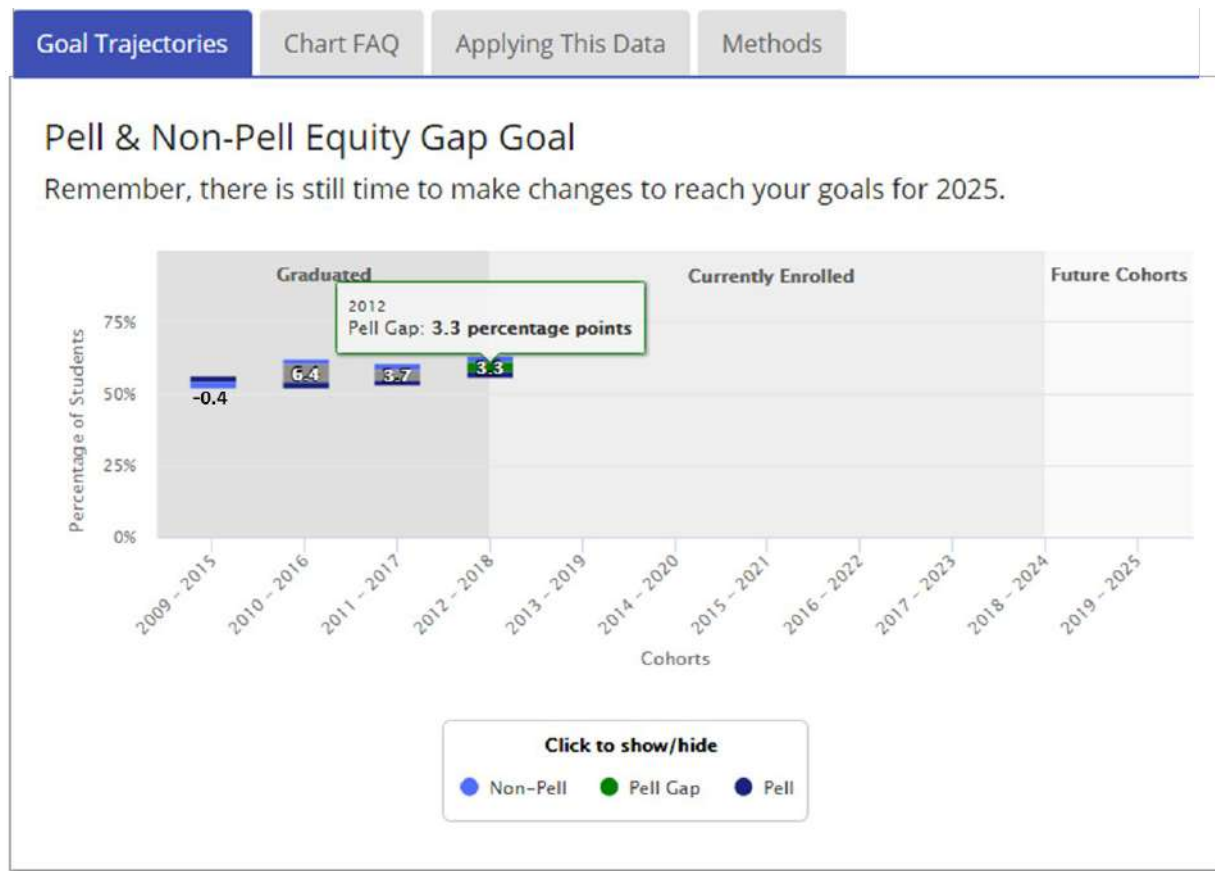 Goal Trajectories
Chart FAQ
Applying This Data
Methods
Pell & Non-Pell Equity Gap Goal
Remember, there is still time to make changes to reach your goals for 2025.
Graduated
Currently Enrolled
Future Cohorts
2012
Pell Gap: 3.3 percentage points
Percentage of Students
75%
50%
25%
0%
-0.4
6.4
3.7
3.3
2009 – 2015
2010 – 2016
2011 – 2017
2012 – 2018
2013 – 2019
2014 – 2020
2015 – 2021
2016 – 2022
2017 – 2023
2018 – 2024
2019 – 2025
Cohorts
Click to show/hide
Non-Pell
Pell Gap
Pell